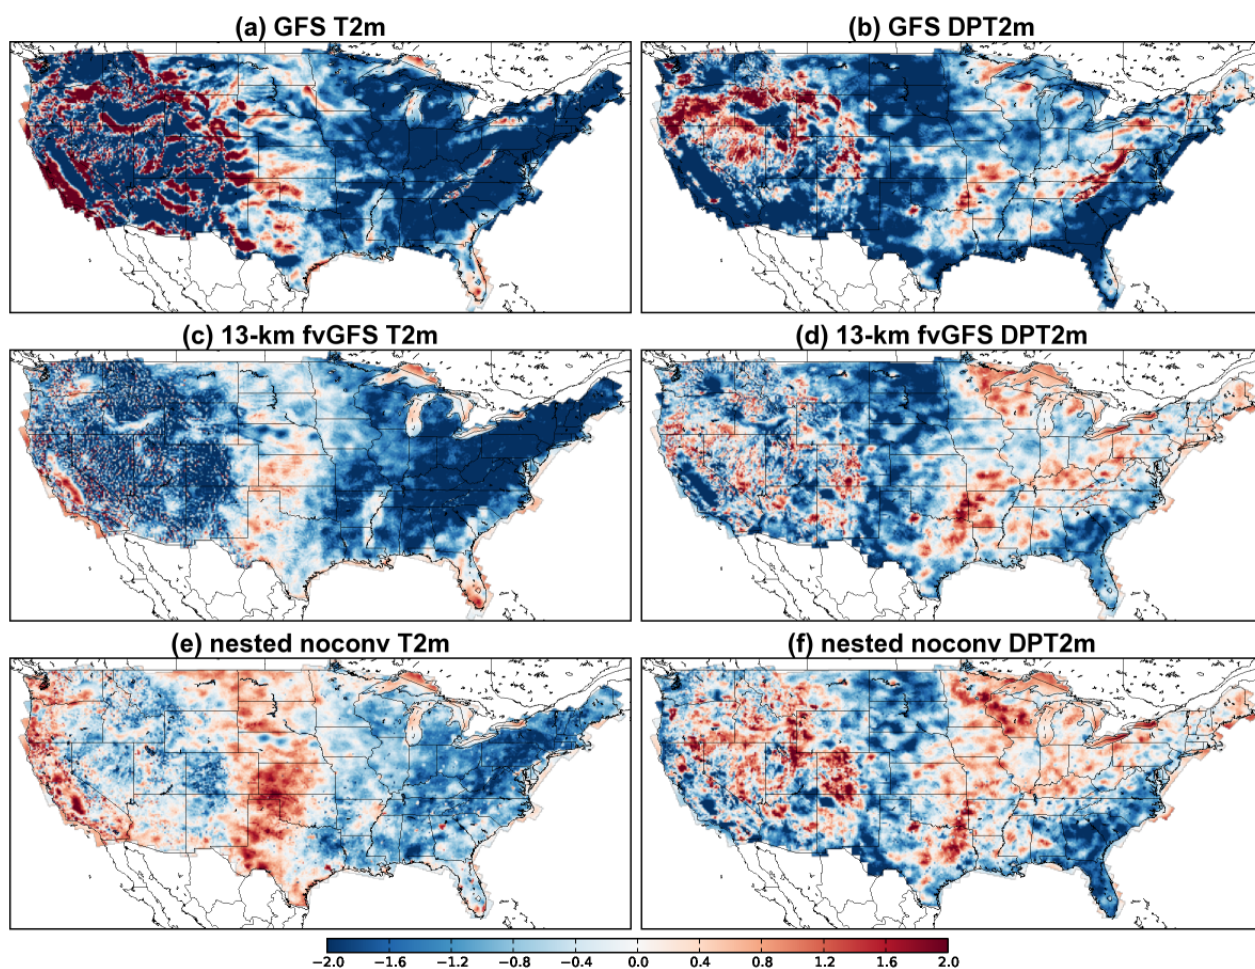 (a) GFS T2m
(b) GFS DPT2m
(c) 13-km fvGFS T2m
(d) 13-km fvGFS DPT2m
(e) nested noconv T2m
(f) nested noconv DPT2m
−2.0 −1.6 −1.2 −0.8 −0.4 0.0 0.4 0.8 1.2 1.6 2.0